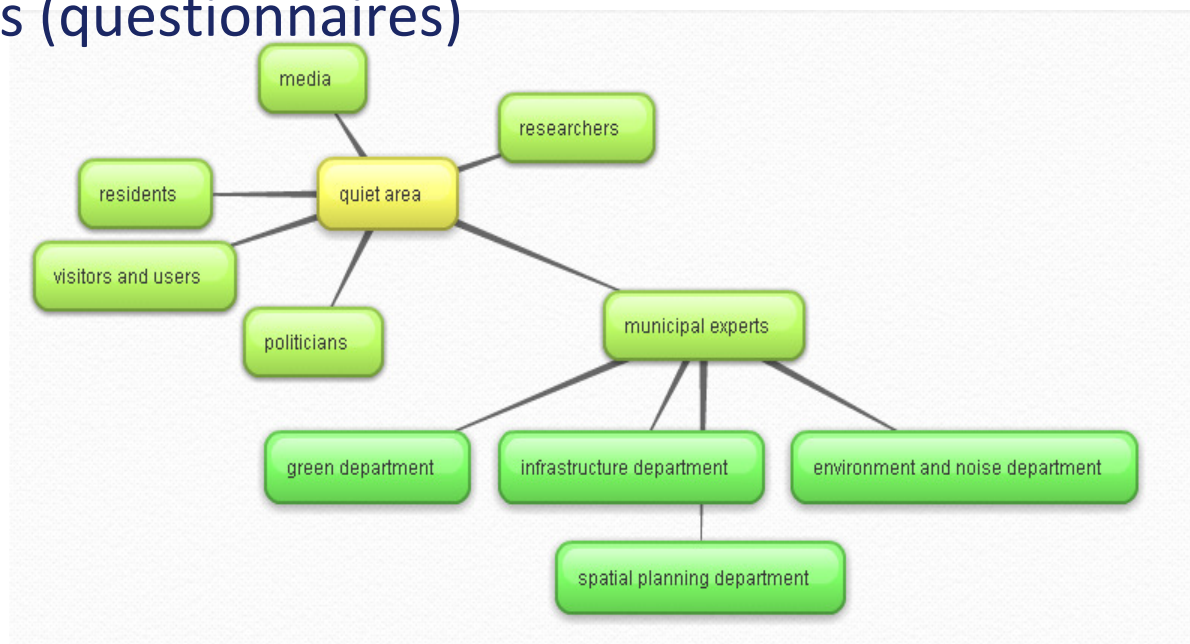 s (questionnaires)
media
researchers
residents
quiet area
visitors and users
municipal experts
politicians
green department
infrastructure department
environment and noise department
spatial planning department